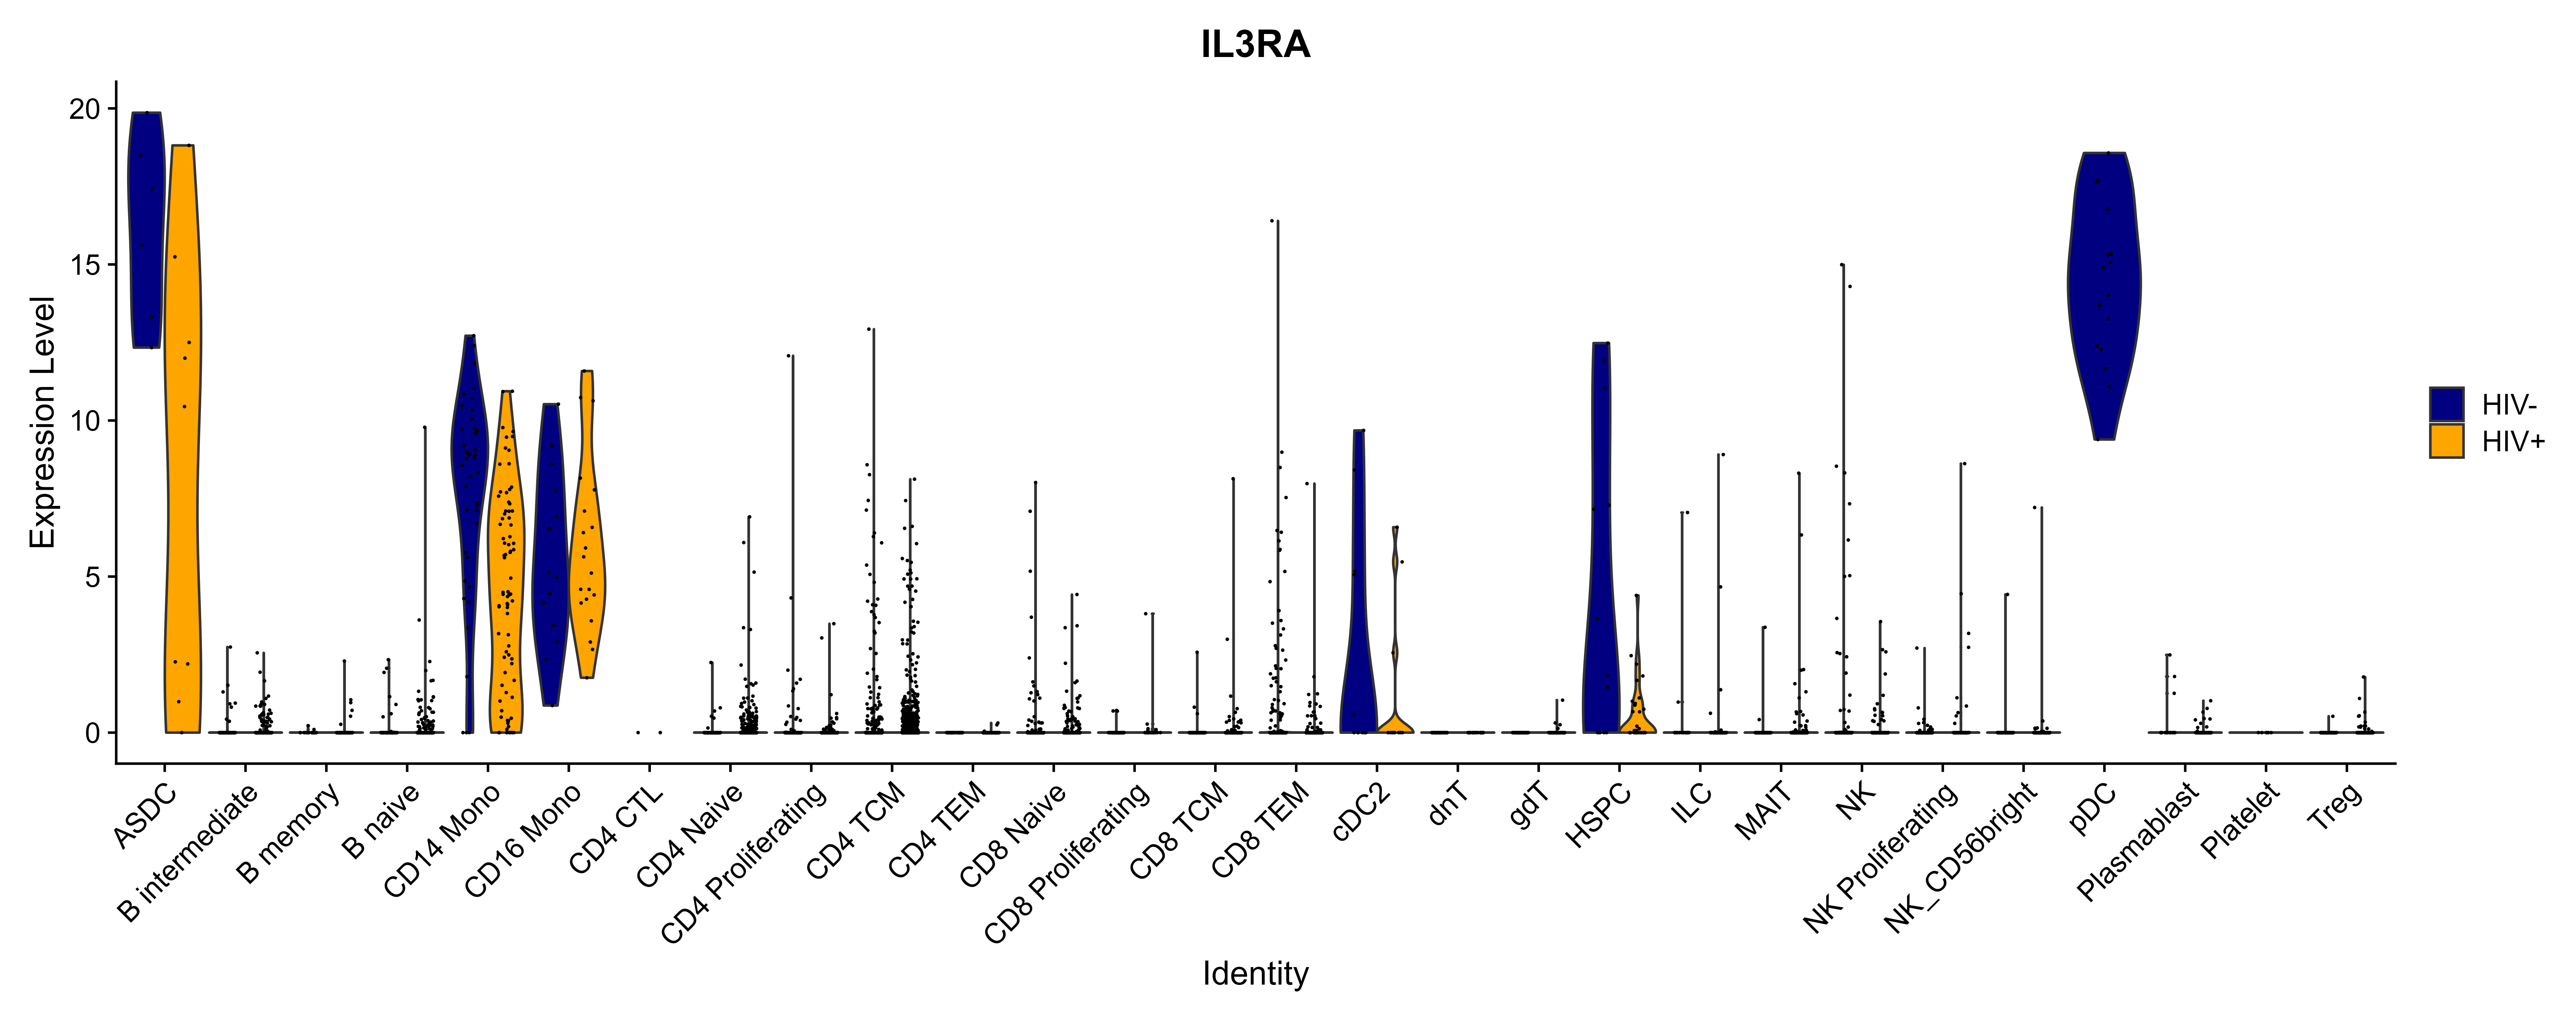 IL3RA
Expression Level
20
15
10
5
0
ASDC
B intermediate
B memory
B naive
CD14 Mono
CD16 Mono
CD4 CTL
CD4 Naive
CD4 Proliferating
CD4 TCM
CD4 TEM
CD8 Naive
CD8 Proliferating
CD8 TCM
CD8 TEM
cDC2
dnT
gdT
HSPC
ILC
MAIT
NK
NK Proliferating
NK_CD56bright
pDC
Plasmablast
Platelet
Treg
Identity
HIV-
HIV+